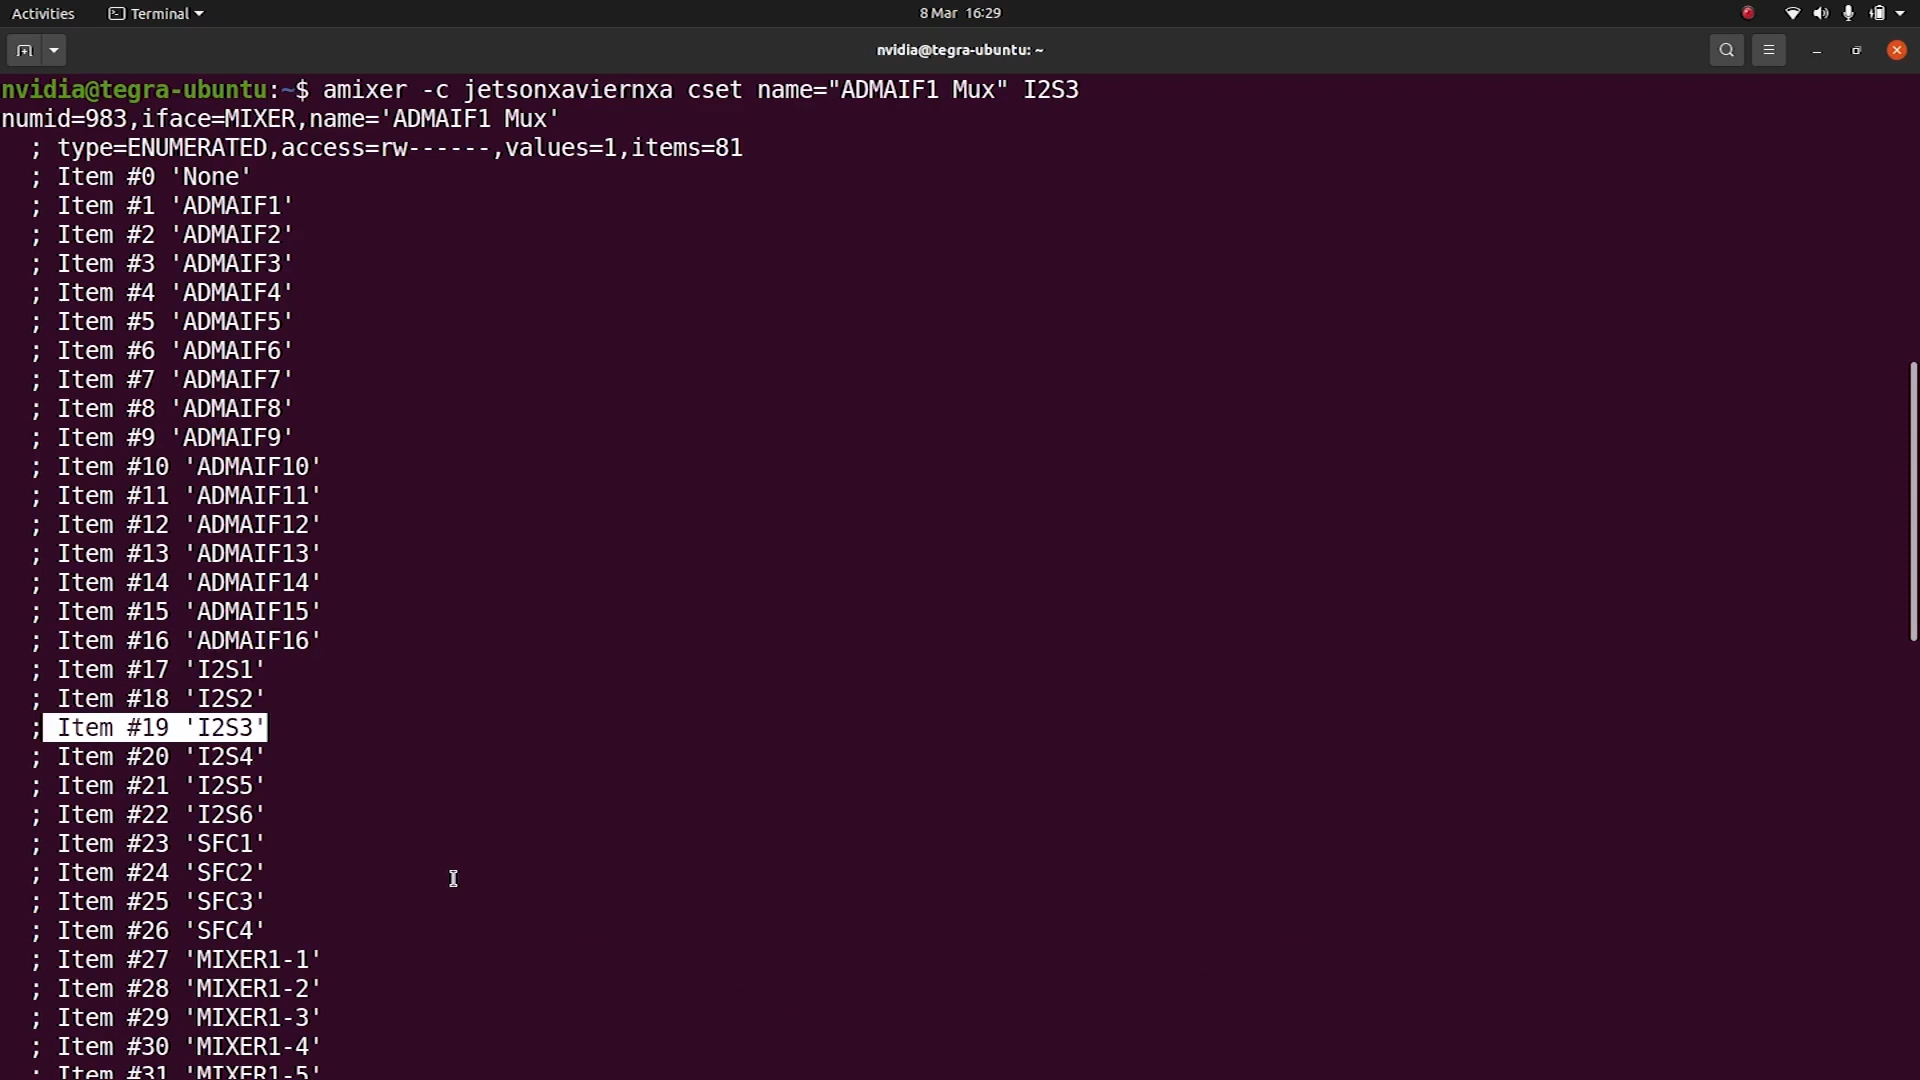 Activities Terminal 8 Mar 16:29
nvidia@tegra-ubuntu: ~
nvidia@tegra-ubuntu:~$ amixer -c jetsonxaviernxa cset name="ADMAIF1 Mux" I2S3
numid=983,iface=MIXER,name='ADMAIF1 Mux'
; type=ENUMERATED,access=rw------,values=1,items=81
; Item #0 'None'
; Item #1 'ADMAIF1'
; Item #2 'ADMAIF2'
; Item #3 'ADMAIF3'
; Item #4 'ADMAIF4'
; Item #5 'ADMAIF5'
; Item #6 'ADMAIF6'
; Item #7 'ADMAIF7'
; Item #8 'ADMAIF8'
; Item #9 'ADMAIF9'
; Item #10 'ADMAIF10'
; Item #11 'ADMAIF11'
; Item #12 'ADMAIF12'
; Item #13 'ADMAIF13'
; Item #14 'ADMAIF14'
; Item #15 'ADMAIF15'
; Item #16 'ADMAIF16'
; Item #17 'I2S1'
; Item #18 'I2S2'
; Item #19 'I2S3'
; Item #20 'I2S4'
; Item #21 'I2S5'
; Item #22 'I2S6'
; Item #23 'SFC1'
; Item #24 'SFC2'
; Item #25 'SFC3'
; Item #26 'SFC4'
; Item #27 'MIXER1-1'
; Item #28 'MIXER1-2'
; Item #29 'MIXER1-3'
; Item #30 'MIXER1-4'
; Item #31 'MIXER1-5'